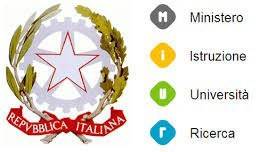 M Ministero
I Istruzione
U Università
r Ricerca
REPVBBLICA ITALIANA